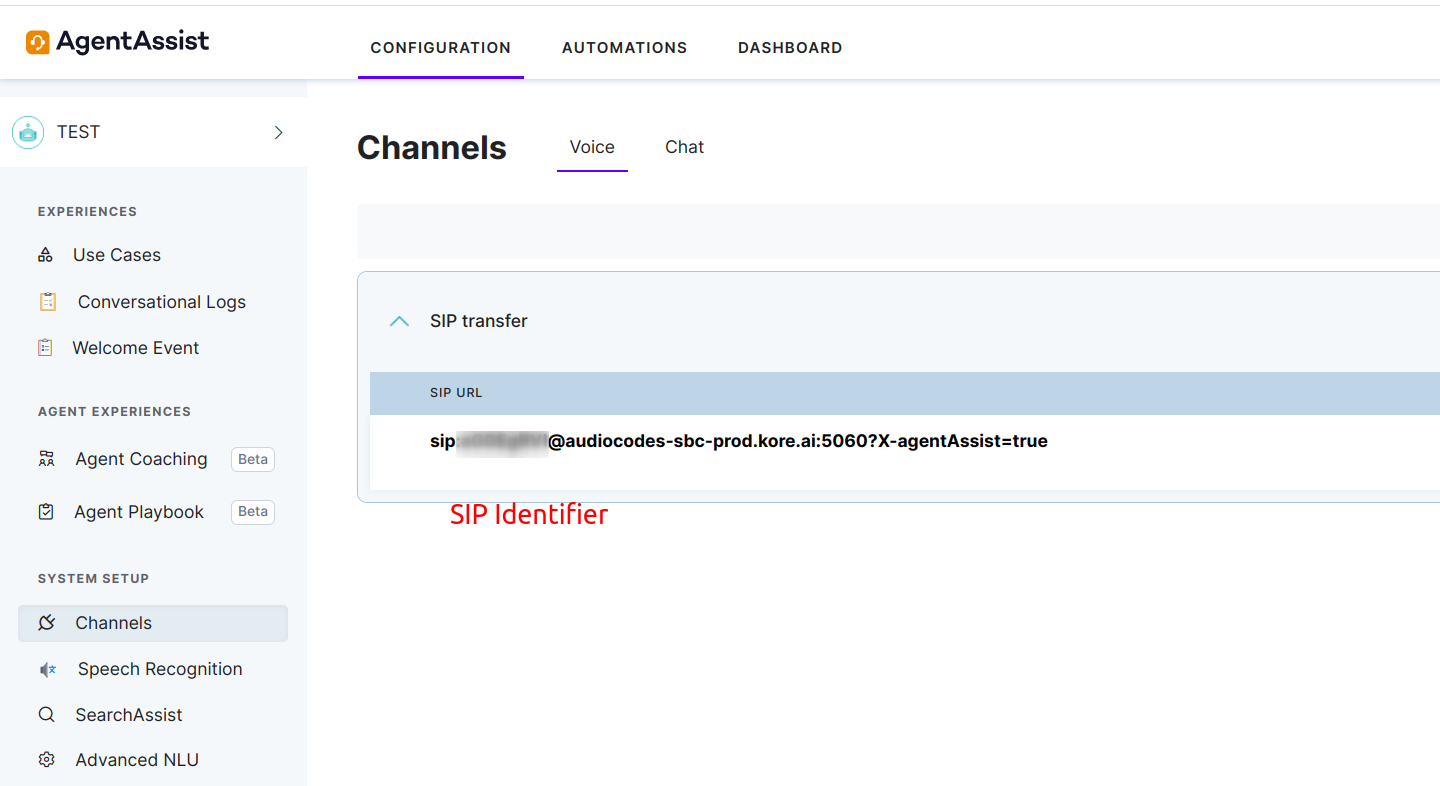 AgentAssist
CONFIGURATION AUTOMATIONS DASHBOARD
TEST
Channels Voice Chat
EXPERIENCES
Use Cases
Conversational Logs
Welcome Event
AGENT EXPERIENCES
Agent Coaching Beta
Agent Playbook Beta
SYSTEM SETUP
Channels
Speech Recognition
SearchAssist
Advanced NLU
SIP transfer
SIP URL
sip @audiocodes-sbc-prod.kore.ai:5060?X-agentAssist=true
SIP Identifier